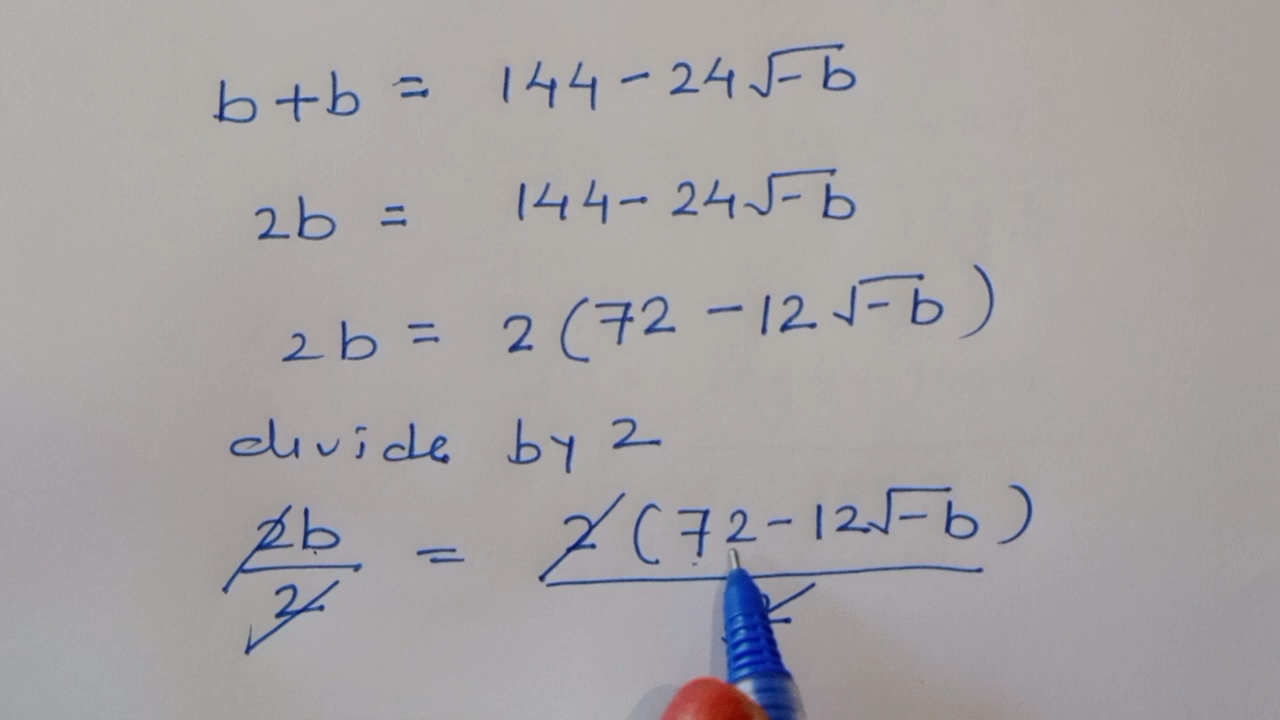 b+b = 144-24√-b
2b = 144-24√-b
2b = 2(72-12√-b)
divide by 2
2b/2 = 2(72-12√-b)/2